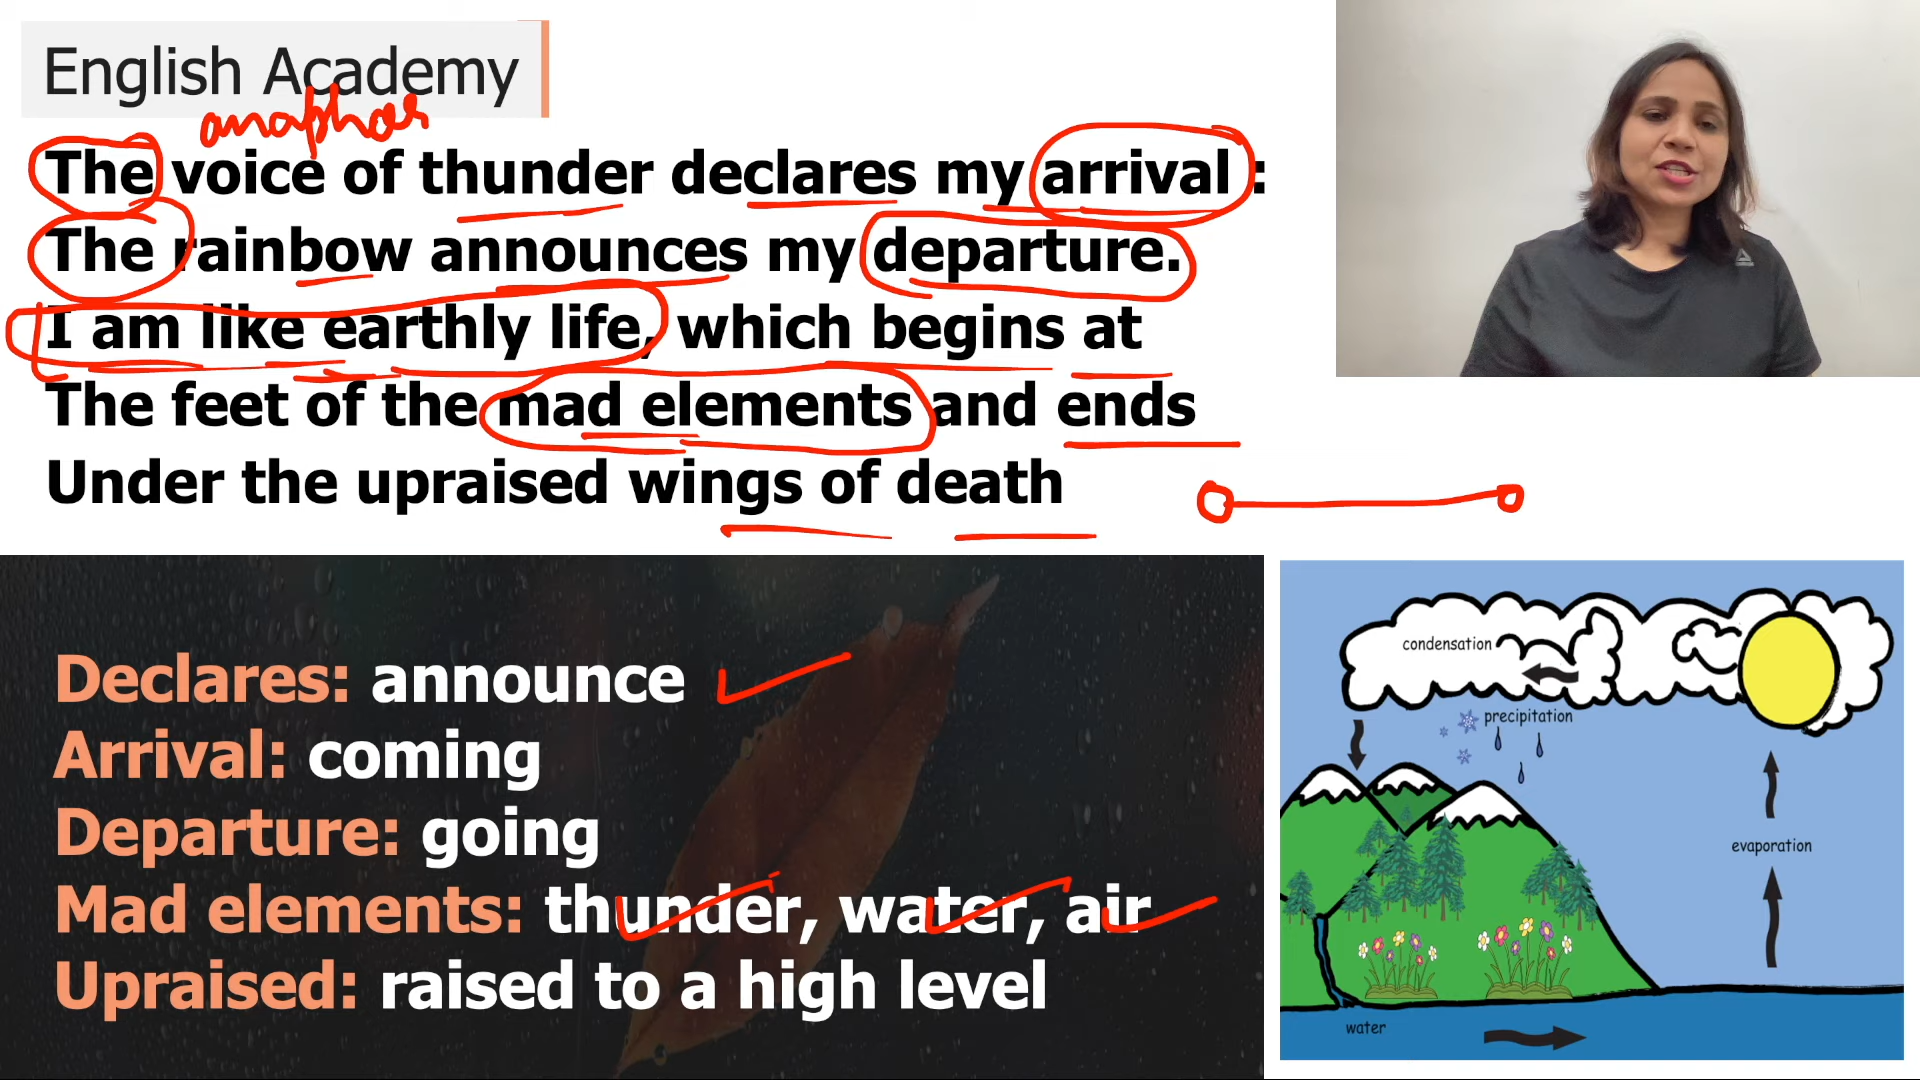 English Academy
anaphor
The voice of thunder declares my arrival :
The rainbow announces my departure.
I am like earthly life, which begins at
The feet of the mad elements and ends
Under the upraised wings of death
Declares: announce
Arrival: coming
Departure: going
Mad elements: thunder, water, air
Upraised: raised to a high level
condensation
precipitation
evaporation
water